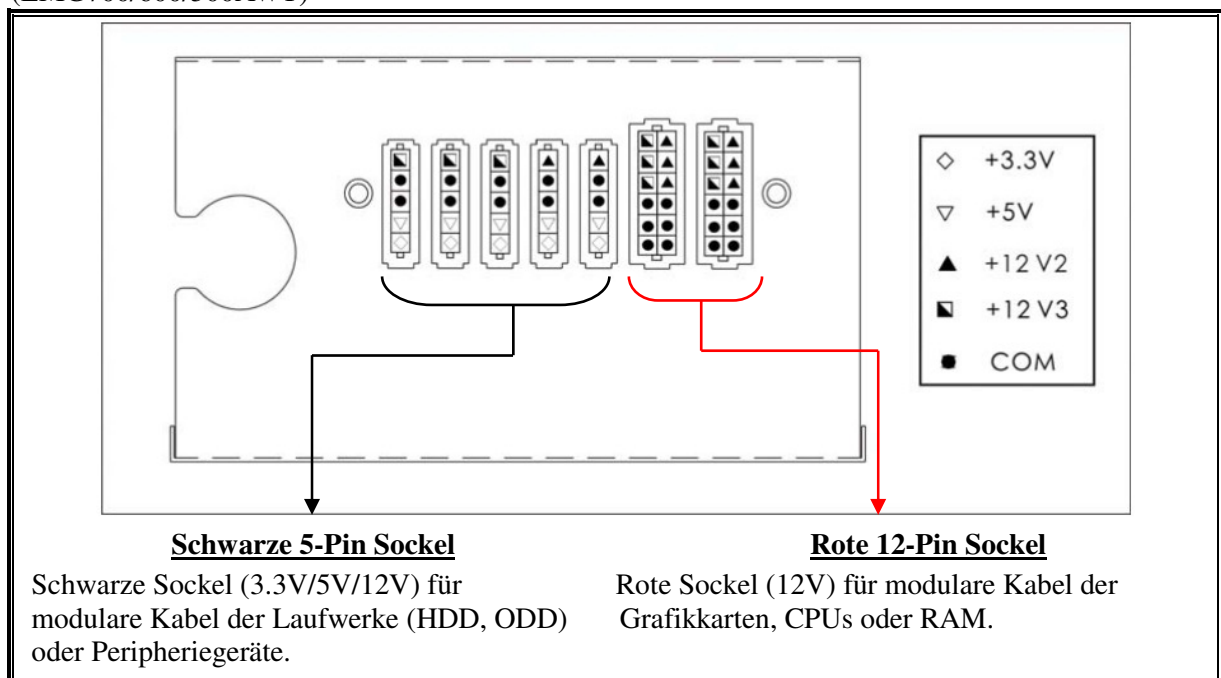 +3.3V
+5V
+12 V2
+12 V3
COM
Schwarze 5-Pin Sockel
Schwarze Sockel (3.3V/5V/12V) für
modulare Kabel der Laufwerke (HDD, ODD)
oder Peripheriegeräte.
Rote 12-Pin Sockel
Rote Sockel (12V) für modulare Kabel der
Grafikkarten, CPUs oder RAM.